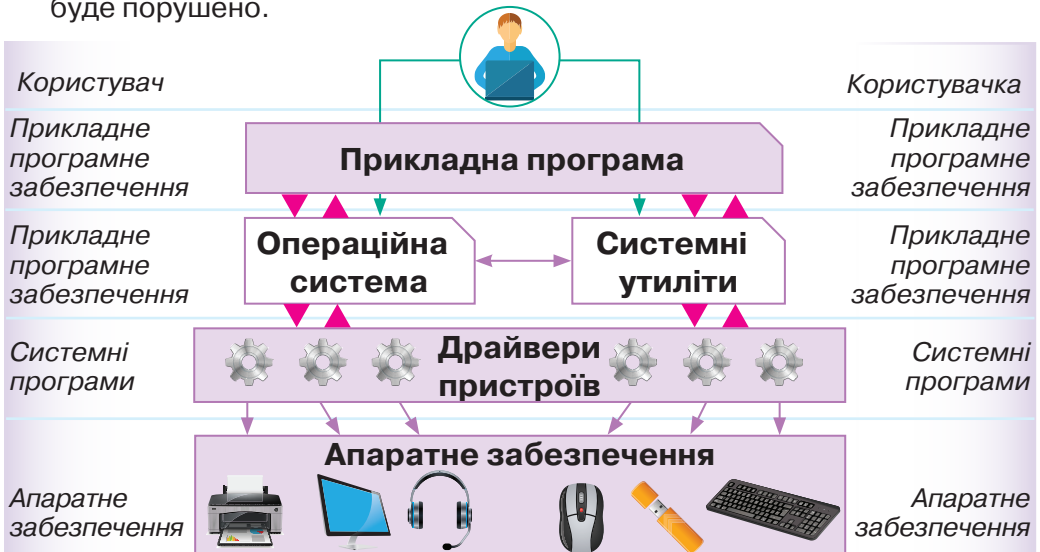 буде порушено.
Користувач
Користувачка
Прикладне
програмне
забезпечення
Прикладна програма
Прикладне
програмне
забезпечення
Прикладне
програмне
забезпечення
Операційна
система
Системні
утиліти
Прикладне
програмне
забезпечення
Системні
програми
Драйвери
пристроїв
Системні
програми
Апаратне забезпечення
Апаратне
забезпечення
Апаратне
забезпечення